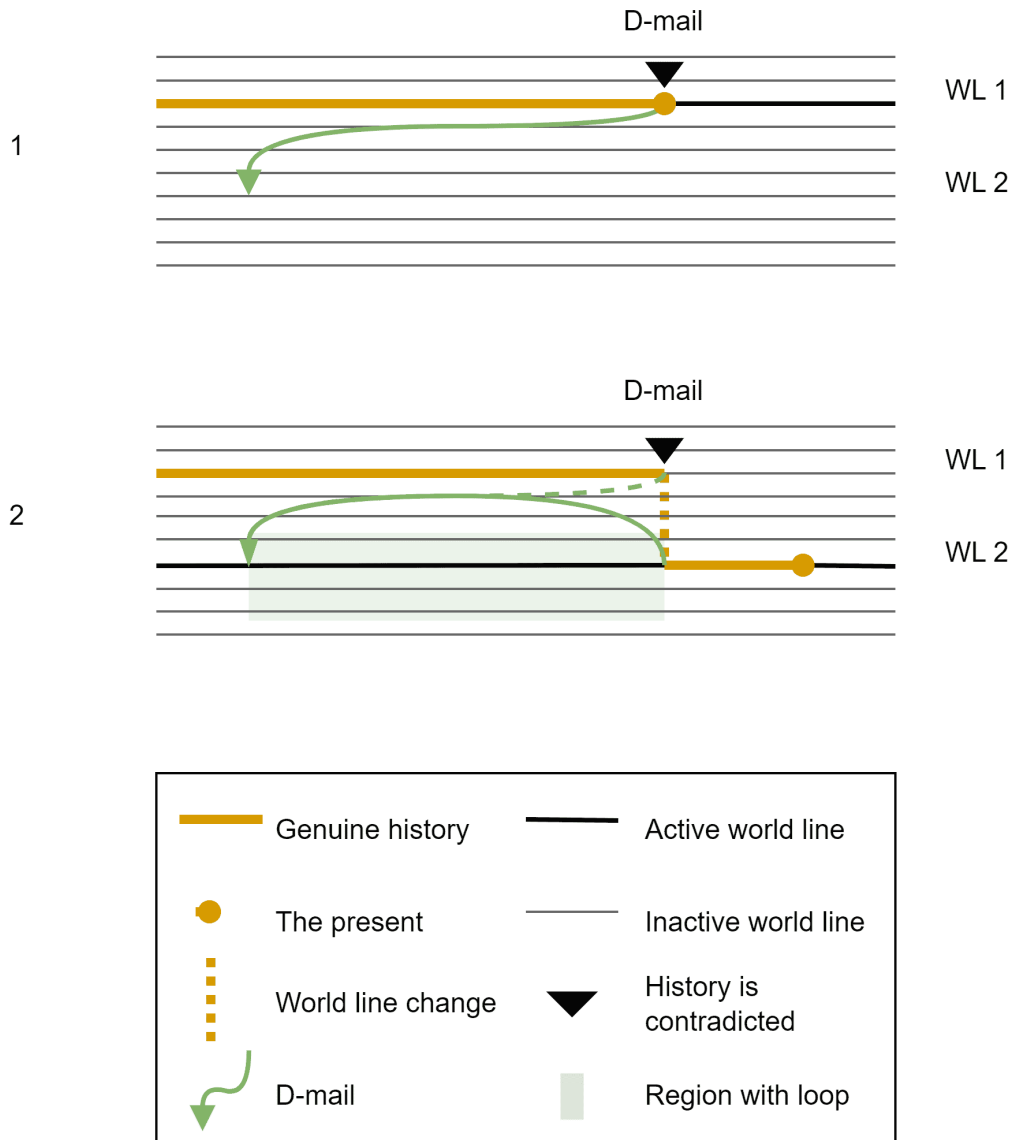 D-mail
WL 1
1
WL 2
D-mail
WL 1
2
WL 2
Genuine history
Active world line
The present
Inactive world line
World line change
History is
contradicted
D-mail
Region with loop